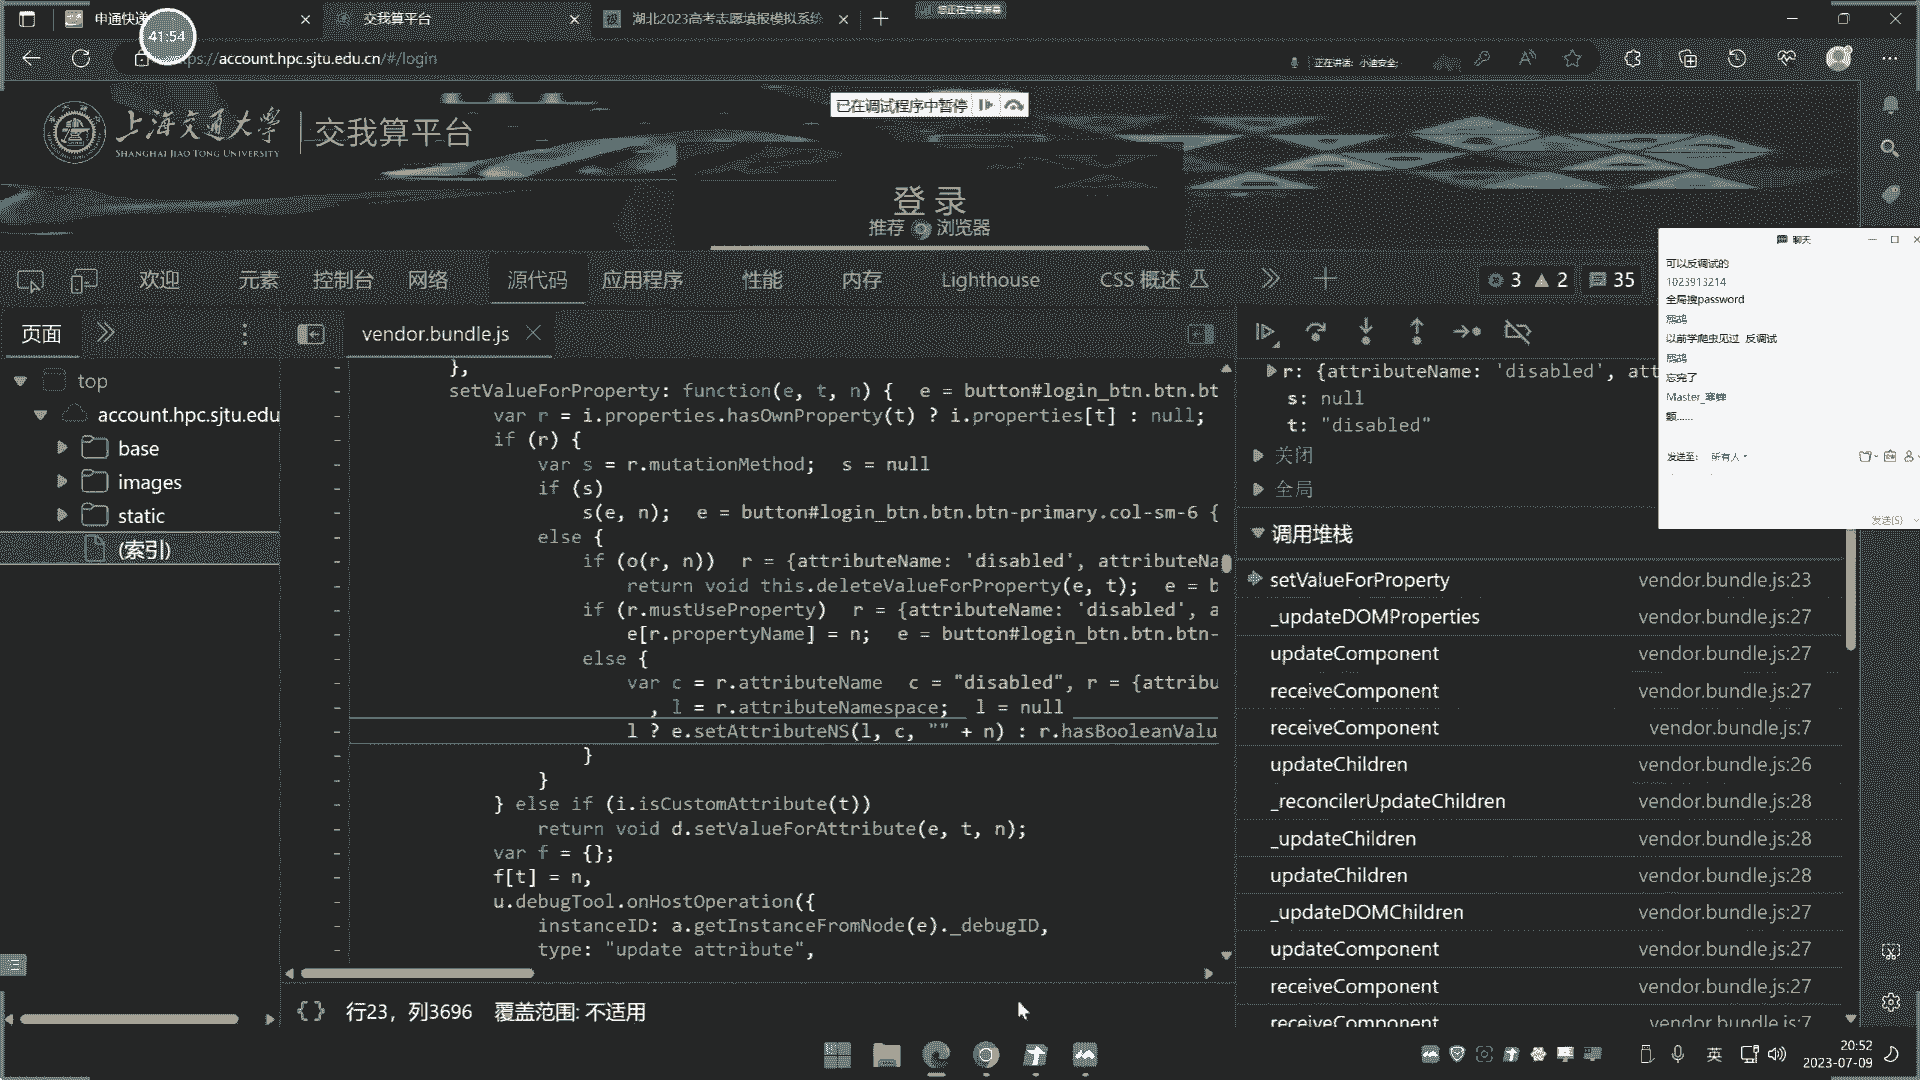 申通快递
交我算平台
湖北2023高考志愿填报模拟系统
您正在共享屏幕
41:54
ps://account.hpc.sjtu.edu.cn/#/login
正在讲话: 小迪安全;
已在调试程序中暂停
上海交通大学
SHANGHAI JIAO TONG UNIVERSITY
交我算平台
登 录
推荐 浏览器
欢迎
元素
控制台
网络
源代码
应用程序
性能
内存
Lighthouse
CSS 概述
3
2
35
页面
vendor.bundle.js
top
account.hpc.sjtu.edu
base
images
static
(索引)
},
setValueForProperty: function(e, t, n) {   e = button#login_btn.btn.bt
var r = i.properties.hasOwnProperty(t) ? i.properties[t] : null;
if (r) {
var s = r.mutationMethod;   s = null
if (s)
s(e, n);   e = button#login_btn.btn.btn-primary.col-sm-6 {
else {
if (o(r, n))   r = {attributeName: 'disabled', attributeNa
return void this.deleteValueForProperty(e, t);   e = b
if (r.mustUseProperty)   r = {attributeName: 'disabled', a
e[r.propertyName] = n;   e = button#login_btn.btn.btn-
else {
var c = r.attributeName   c = "disabled", r = {attribu
, l = r.attributeNamespace;   l = null
l ? e.setAttributeNS(l, c, "" + n) : r.hasBooleanValu
}
}
} else if (i.isCustomAttribute(t))
return void d.setValueForAttribute(e, t, n);
var f = {};
f[t] = n,
u.debugTool.onHostOperation({
instanceID: a.getInstanceFromNode(e)._debugID,
type: "update attribute",
{} 行23，列3696 覆盖范围: 不适用
r: {attributeName: 'disabled', att
s: null
t: "disabled"
关闭
全局
调用堆栈
setValueForProperty vendor.bundle.js:23
_updateDOMProperties vendor.bundle.js:27
updateComponent vendor.bundle.js:27
receiveComponent vendor.bundle.js:27
receiveComponent vendor.bundle.js:7
updateChildren vendor.bundle.js:26
_reconcilerUpdateChildren vendor.bundle.js:28
_updateChildren vendor.bundle.js:28
updateChildren vendor.bundle.js:28
_updateDOMChildren vendor.bundle.js:27
updateComponent vendor.bundle.js:27
receiveComponent vendor.bundle.js:27
receiveComponent vendor.bundle.js:7
聊天
可以反调试的
1023913214
全局搜password
以前学爬虫见过 反调试
忘完了
额......
发送至: 所有人
发送(S)
英
20:52
2023-07-09